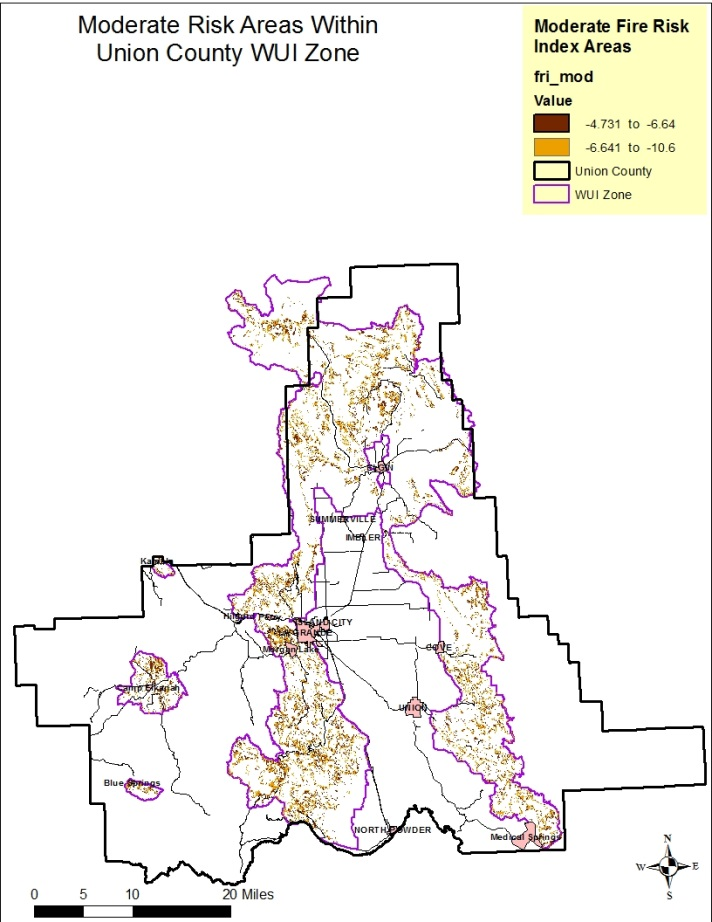 Moderate Risk Areas Within
Union County WUI Zone
Moderate Fire Risk
Index Areas
fri_mod
Value
-4.731 to -6.64
-6.641 to -10.6
Union County
WUI Zone
ELGIN
SUMMERVILLE
IMBLER
ISLAND CITY
LA GRANDE
Morgan Lake
COVE
Camp Elkanah
UNION
Blue Springs
NORTH POWDER
Medical Springs
N
W
E
S
0 5 10 20 Miles